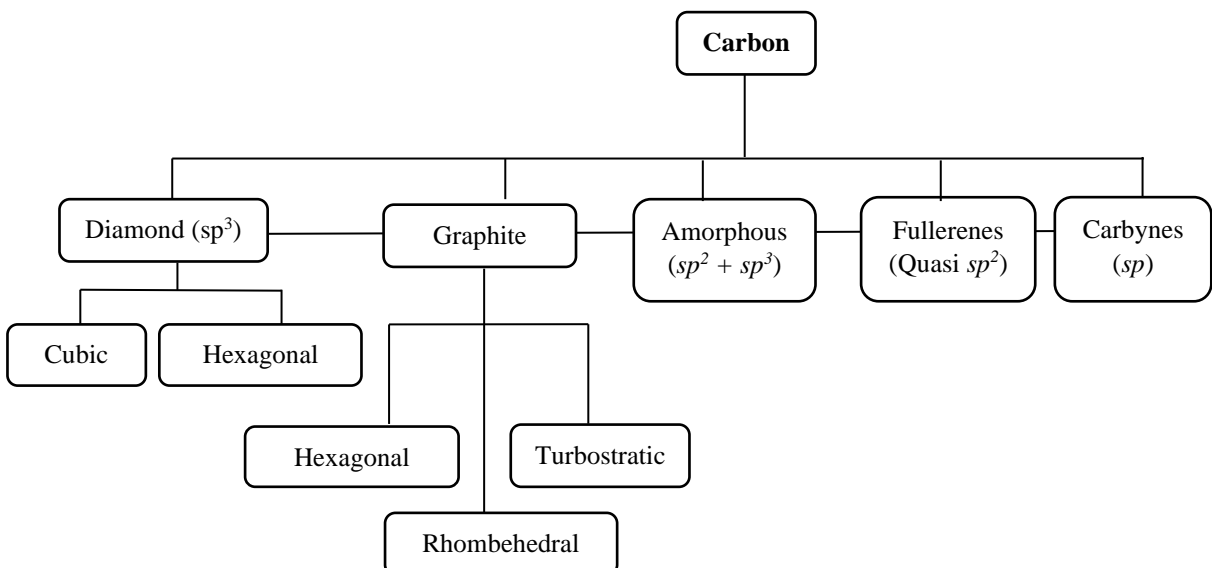 Carbon
Diamond (sp³)
Graphite
Amorphous
(sp² + sp³)
Fullerenes
(Quasi sp²)
Carbynes
(sp)
Cubic
Hexagonal
Hexagonal
Turbostratic
Rhombehedral